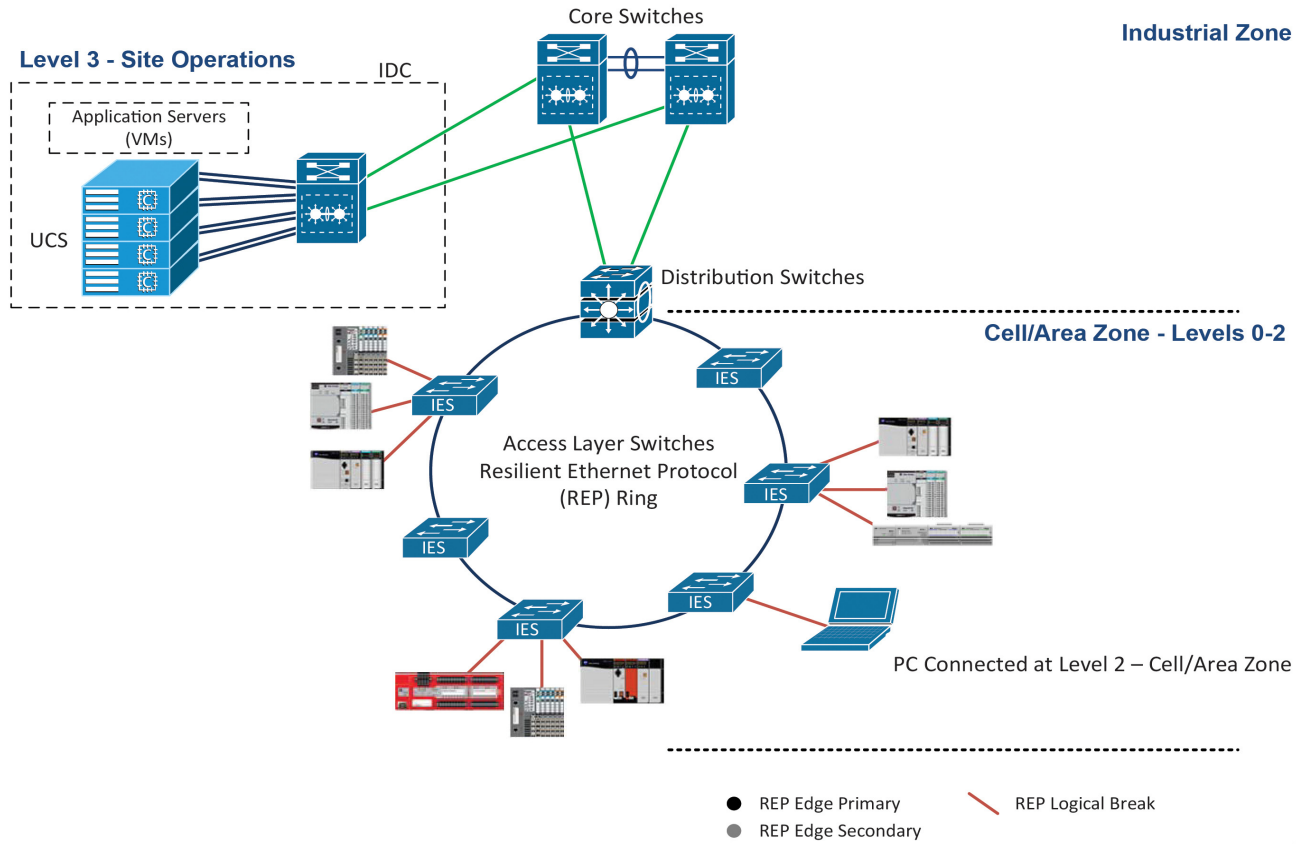 Core Switches
Industrial Zone
Level 3 - Site Operations
IDC
Application Servers
(VMs)
UCS
Distribution Switches
Cell/Area Zone - Levels 0-2
IES
IES
Access Layer Switches
Resilient Ethernet Protocol
(REP) Ring
IES
IES
IES
IES
PC Connected at Level 2 – Cell/Area Zone
REP Edge Primary
REP Logical Break
REP Edge Secondary